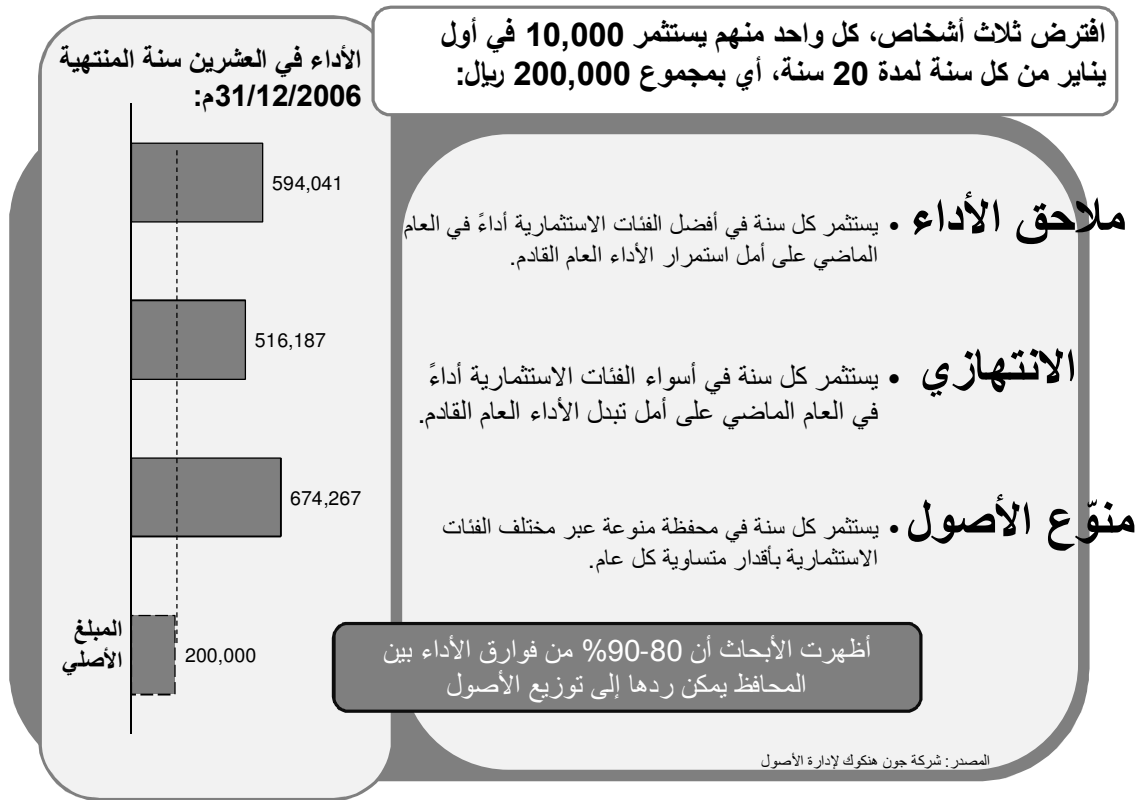 افترض ثلاث أشخاص، كل واحد منهم يستثمر 10,000 في أول
يناير من كل سنة لمدة 20 سنة، أي بمجموع 200,000 ريال:
الأداء في العشرين سنة المنتهية
31/12/2006م:
ملاحق الأداء • يستثمر كل سنة في أفضل الفئات الاستثمارية أداءً في العام
الماضي على أمل استمرار الأداء العام القادم.
594,041
الانتهازي • يستثمر كل سنة في أسواء الفئات الاستثمارية أداءً
في العام الماضي على أمل تبدل الأداء العام القادم.
516,187
منوّع الأصول • يستثمر كل سنة في محفظة منوعة عبر مختلف الفئات
الاستثمارية بأقدار متساوية كل عام.
674,267
المبلغ
الأصلي
200,000
أظهرت الأبحاث أن 80-90% من فوارق الأداء بين
المحافظ يمكن ردها إلى توزيع الأصول
المصدر: شركة جون هنكوك لإدارة الأصول